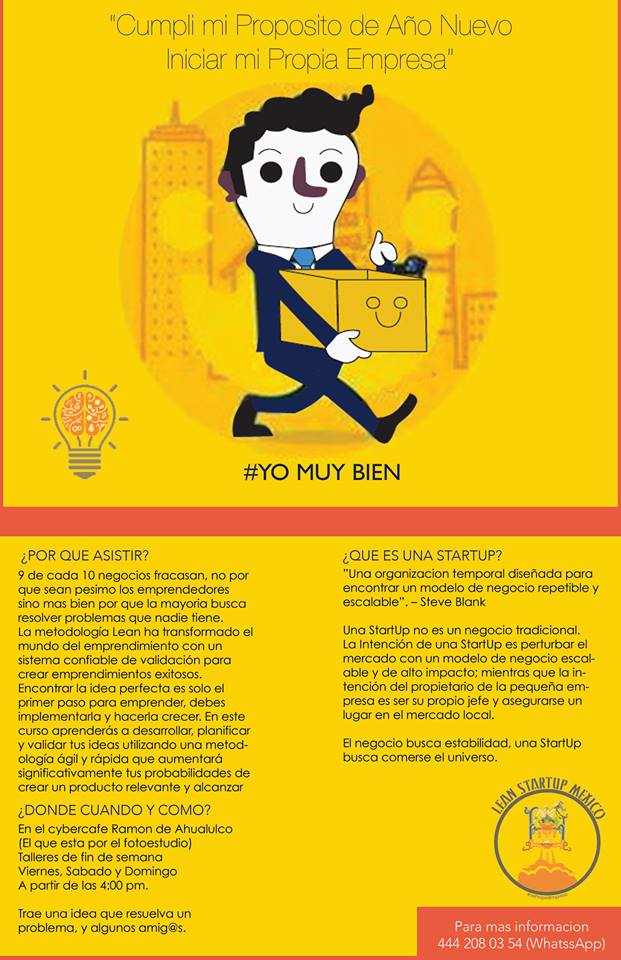 "Cumpli mi Proposito de Año Nuevo
Iniciar mi Propia Empresa"
#YO MUY BIEN
¿POR QUE ASISTIR?
9 de cada 10 negocios fracasan, no por
que sean pesimo los emprendedores
sino mas bien por que la mayoria busca
resolver problemas que nadie tiene.
La metodología Lean ha transformado el
mundo del emprendimiento con un
sistema confiable de validación para
crear emprendimientos exitosos.
Encontrar la idea perfecta es solo el
primer paso para emprender, debes
implementarla y hacerla crecer. En este
curso aprenderás a desarrollar, planificar
y validar tus ideas utilizando una metod-
ología ágil y rápida que aumentará
significativamente tus probabilidades de
crear un producto relevante y alcanzar
¿DONDE CUANDO Y COMO?
En el cybercafe Ramon de Ahualulco
(El que esta por el fotoestudio)
Talleres de fin de semana
Viernes, Sabado y Domingo
A partir de las 4:00 pm.
Trae una idea que resuelva un
problema, y algunos amig@s.
¿QUE ES UNA STARTUP?
"Una organizacion temporal diseñada para
encontrar un modelo de negocio repetible y
escalable". – Steve Blank
Una StartUp no es un negocio tradicional.
La Intención de una StartUp es perturbar el
mercado con un modelo de negocio escal-
able y de alto impacto; mientras que la in-
tención del propietario de la pequeña em-
presa es ser su propio jefe y asegurarse un
lugar en el mercado local.
El negocio busca estabilidad, una StartUp
busca comerse el universo.
LEAN STARTUP MEXICO
Para mas informacion
444 208 03 54 (WhatssApp)